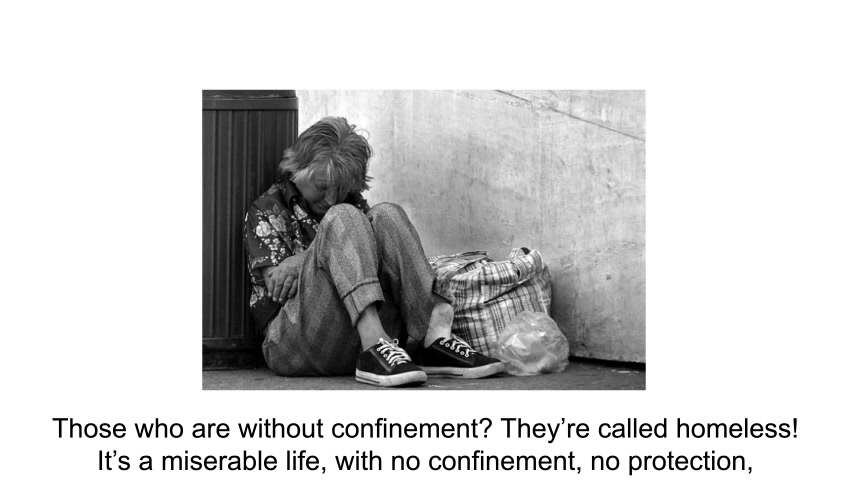 Those who are without confinement? They’re called homeless!
It’s a miserable life, with no confinement, no protection,